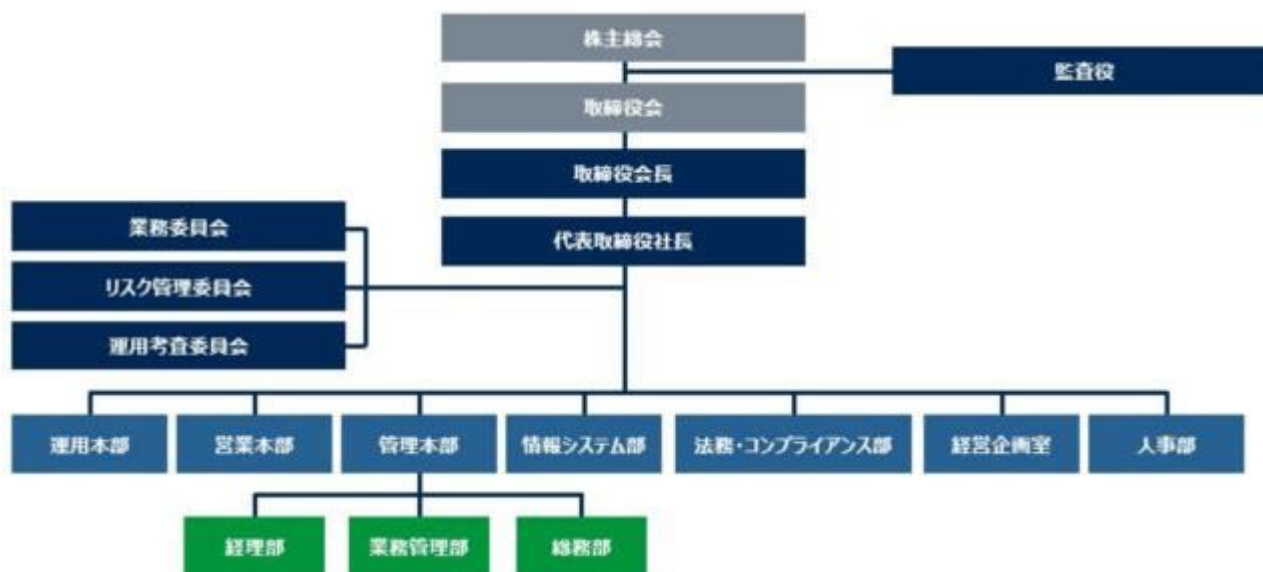 株主総会
監査役
取締役会
取締役会長
代表取締役社長
業務委員会
リスク管理委員会
運用考査委員会
運用本部
営業本部
管理本部
情報システム部
法務・コンプライアンス部
経営企画室
人事部
経理部
業務管理部
総務部